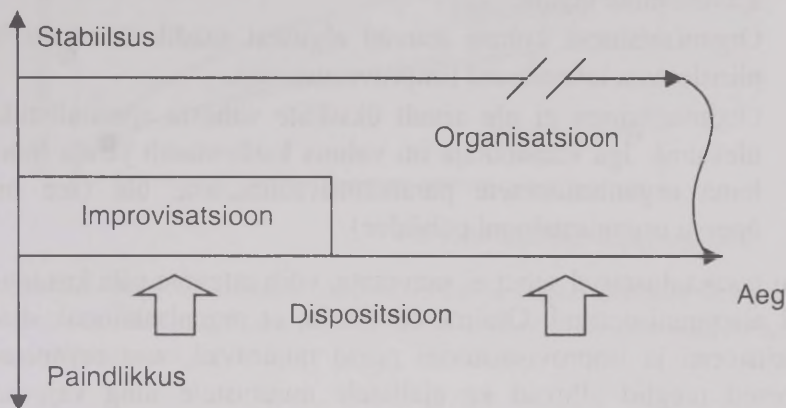 Stabiilsus
Organisatsioon
Improvisatsioon
Aeg
Dispositsioon
Paindlikkus